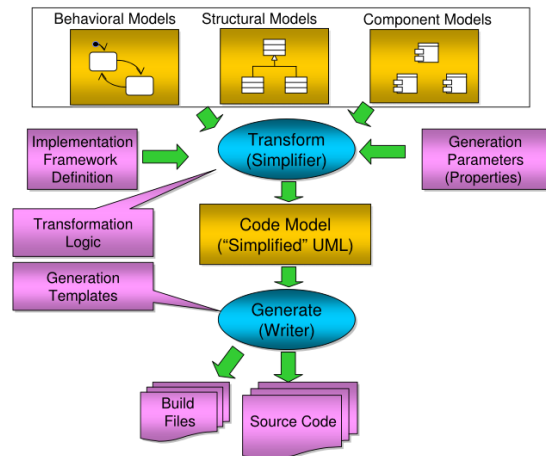 Behavioral Models
Structural Models
Component Models
Implementation
Framework
Definition
Transform
(Simplifier)
Generation
Parameters
(Properties)
Transformation
Logic
Code Model
(“Simplified” UML)
Generation
Templates
Generate
(Writer)
Build
Files
Source Code